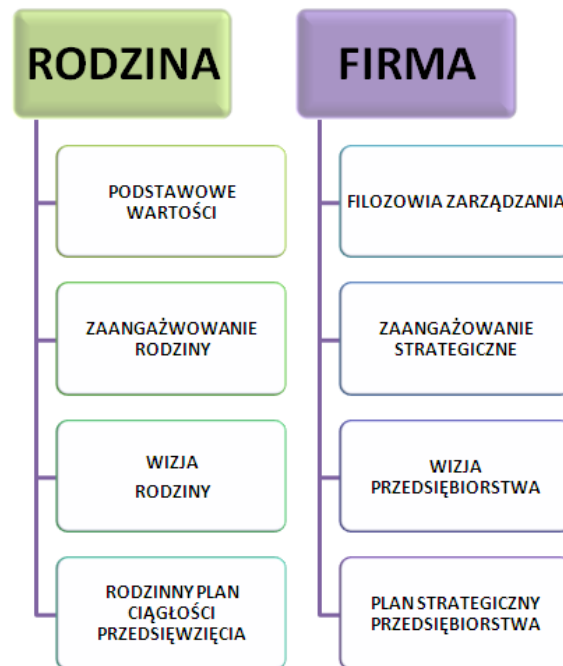 RODZINA
PODSTAWOWE
WARTOŚCI
ZAANGAŻWOWANIE
RODZINY
WIZJA
RODZINY
RODZINNY PLAN
CIĄGŁOŚCI
PRZEDSIĘWZIĘCIA
FIRMA
FILOZOWIA ZARZĄDZANIA
ZAANGAŻOWANIE
STRATEGICZNE
WIZJA
PRZEDSIĘBIORSTWA
PLAN STRATEGICZNY
PRZEDSIĘBIORSTWA